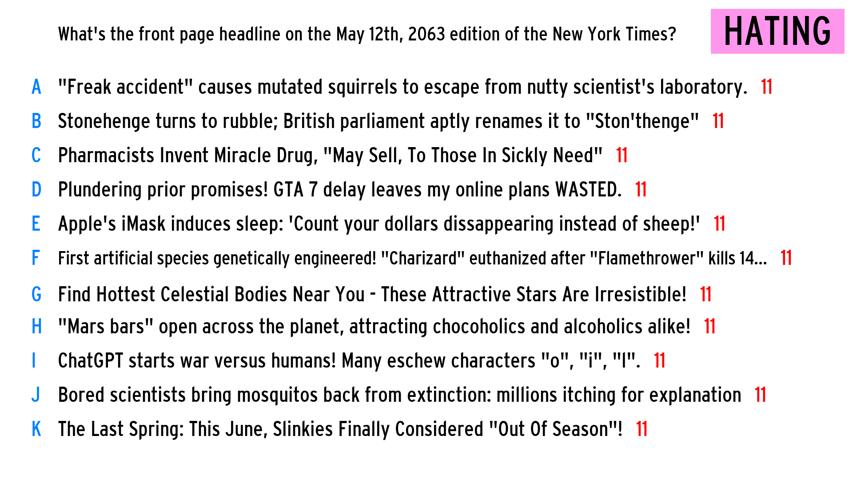 What's the front page headline on the May 12th, 2063 edition of the New York Times?
HATING
A "Freak accident" causes mutated squirrels to escape from nutty scientist's laboratory. 11
B Stonehenge turns to rubble; British parliament aptly renames it to "Ston'thenge" 11
C Pharmacists Invent Miracle Drug, "May Sell, To Those In Sickly Need" 11
D Plundering prior promises! GTA 7 delay leaves my online plans WASTED. 11
E Apple's iMask induces sleep: 'Count your dollars dissappearing instead of sheep!' 11
F First artificial species genetically engineered! "Charizard" euthanized after "Flamethrower" kills 14... 11
G Find Hottest Celestial Bodies Near You - These Attractive Stars Are Irresistible! 11
H "Mars bars" open across the planet, attracting chocoholics and alcoholics alike! 11
I ChatGPT starts war versus humans! Many eschew characters "o", "i", "l". 11
J Bored scientists bring mosquitos back from extinction: millions itching for explanation 11
K The Last Spring: This June, Slinkies Finally Considered "Out Of Season"! 11